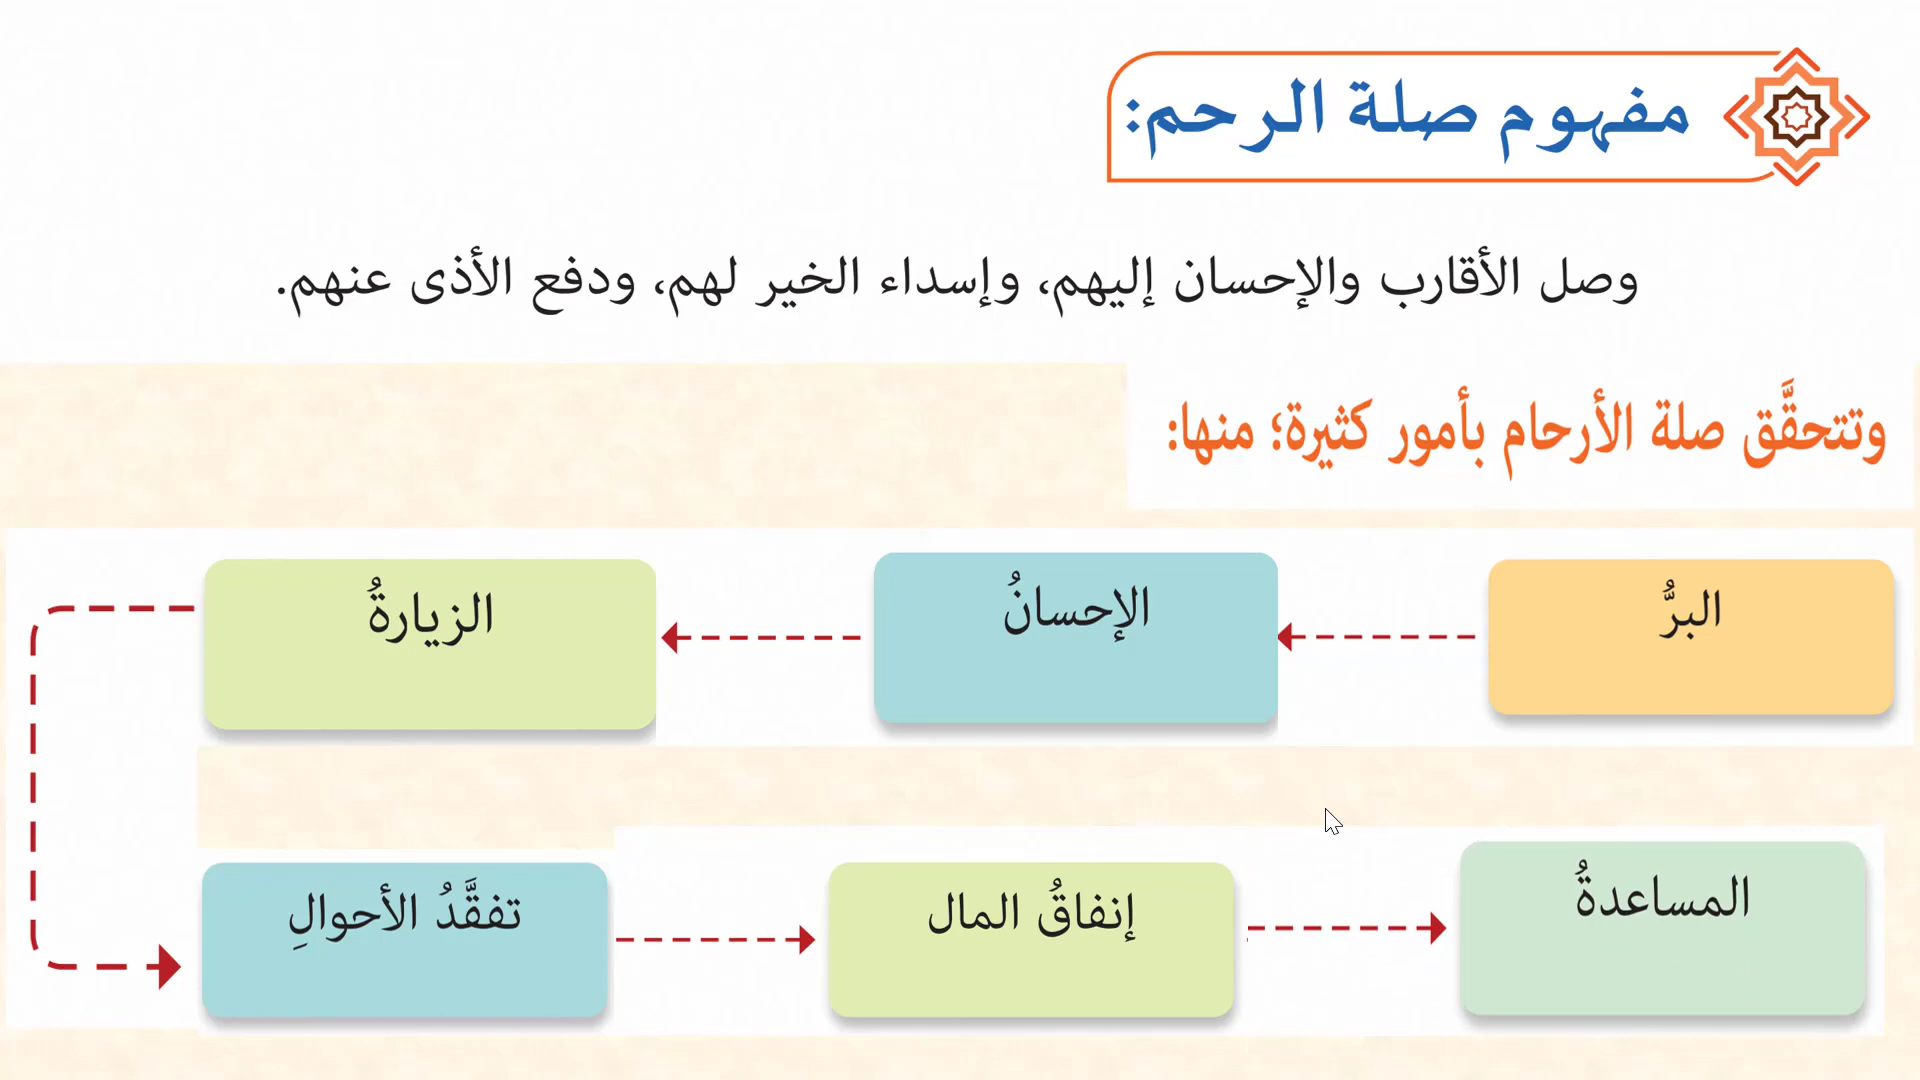 مفهوم صلة الرحم:
وصل الأقارب والإحسان إليهم، وإسداء الخير لهم، ودفع الأذى عنهم.
وتتحقَّق صلة الأرحام بأمور كثيرة؛ منها:
البرُّ
الإحسانُ
الزيارةُ
تفقَّدُ الأحوالِ
إنفاقُ المال
المساعدةُ